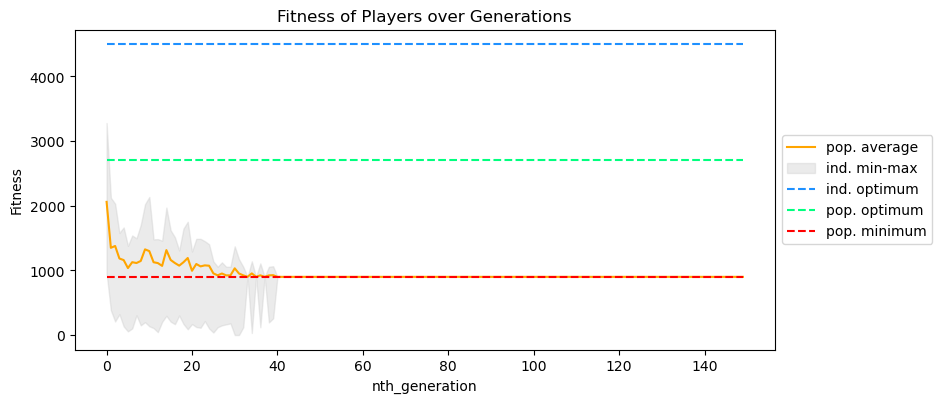 Fitness of Players over Generations
Fitness
4000
3000
2000
1000
0
0 20 40 60 80 100 120 140
nth_generation
pop. average
ind. min-max
ind. optimum
pop. optimum
pop. minimum